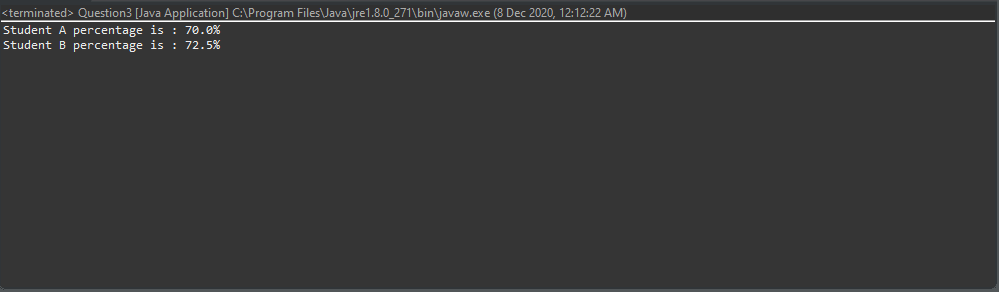 <terminated> Question3 [Java Application] C:\Program Files\Java\jre1.8.0_271\bin\javaw.exe (8 Dec 2020, 12:12:22 AM)
Student A percentage is : 70.0%
Student B percentage is : 72.5%